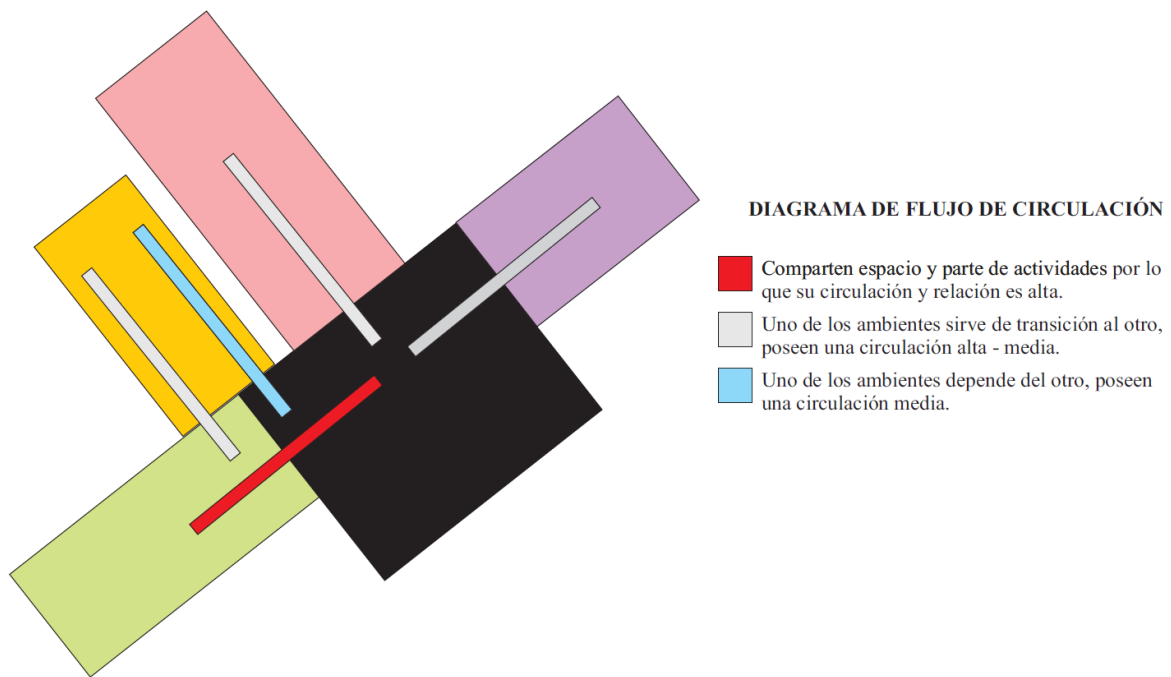 DIAGRAMA DE FLUJO DE CIRCULACIÓN
Comparten espacio y parte de actividades por lo
que su circulación y relación es alta.
Uno de los ambientes sirve de transición al otro,
poseen una circulación alta - media.
Uno de los ambientes depende del otro, poseen
una circulación media.